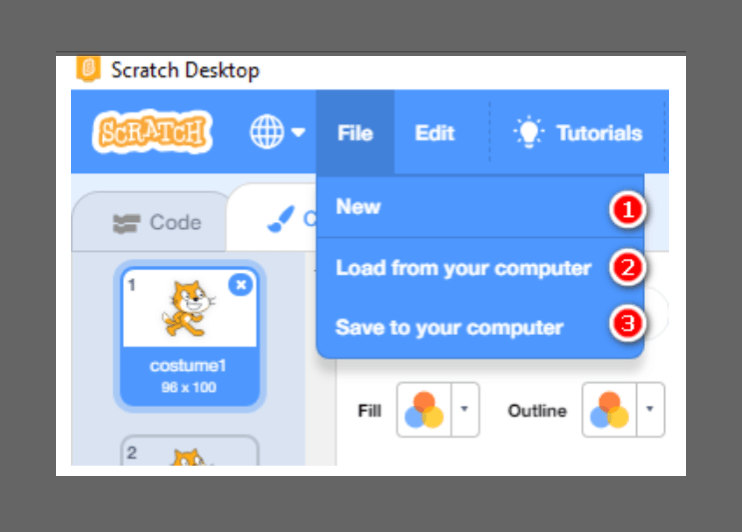 Scratch Desktop
SCRATCH File Edit Tutorials
Code C
New 1
Load from your computer 2
Save to your computer 3
1
costume1
96 x 100
Fill Outline
2